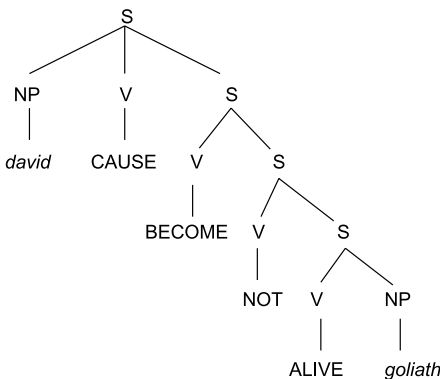 S
NP V S
david CAUSE V S
BECOME V S
NOT V NP
ALIVE goliath